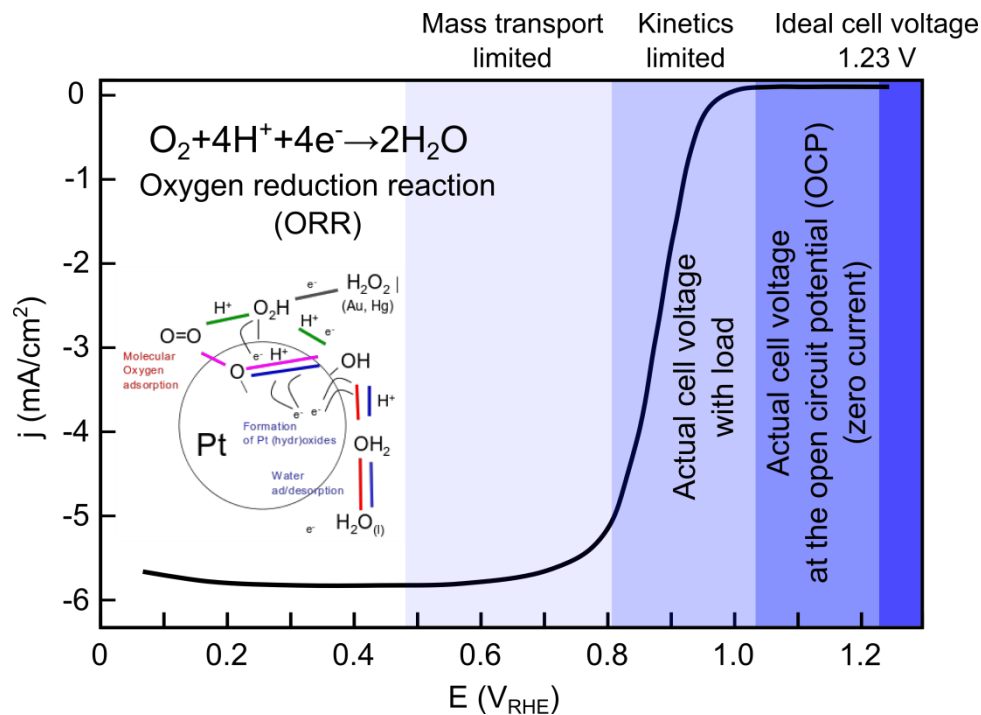 Mass transport
limited
Kinetics
limited
Ideal cell voltage
1.23 V
O₂+4H⁺+4e⁻→2H₂O
Oxygen reduction reaction
(ORR)
H⁺
O₂H
e⁻
H₂O₂ |
(Au, Hg)
O=O
H⁺
e⁻
Molecular
Oxygen
adsorption
e⁻
H⁺
O
OH
e⁻
e⁻
H⁺
Formation
of Pt (hydr)oxides
Pt
OH₂
Water
ad/desorption
e⁻
H₂O(l)
Actual cell voltage
with load
Actual cell voltage
at the open circuit potential (OCP)
(zero current)
j (mA/cm²)
0
-1
-2
-3
-4
-5
-6
0
0.2
0.4
0.6
0.8
1.0
1.2
E (V_RHE)